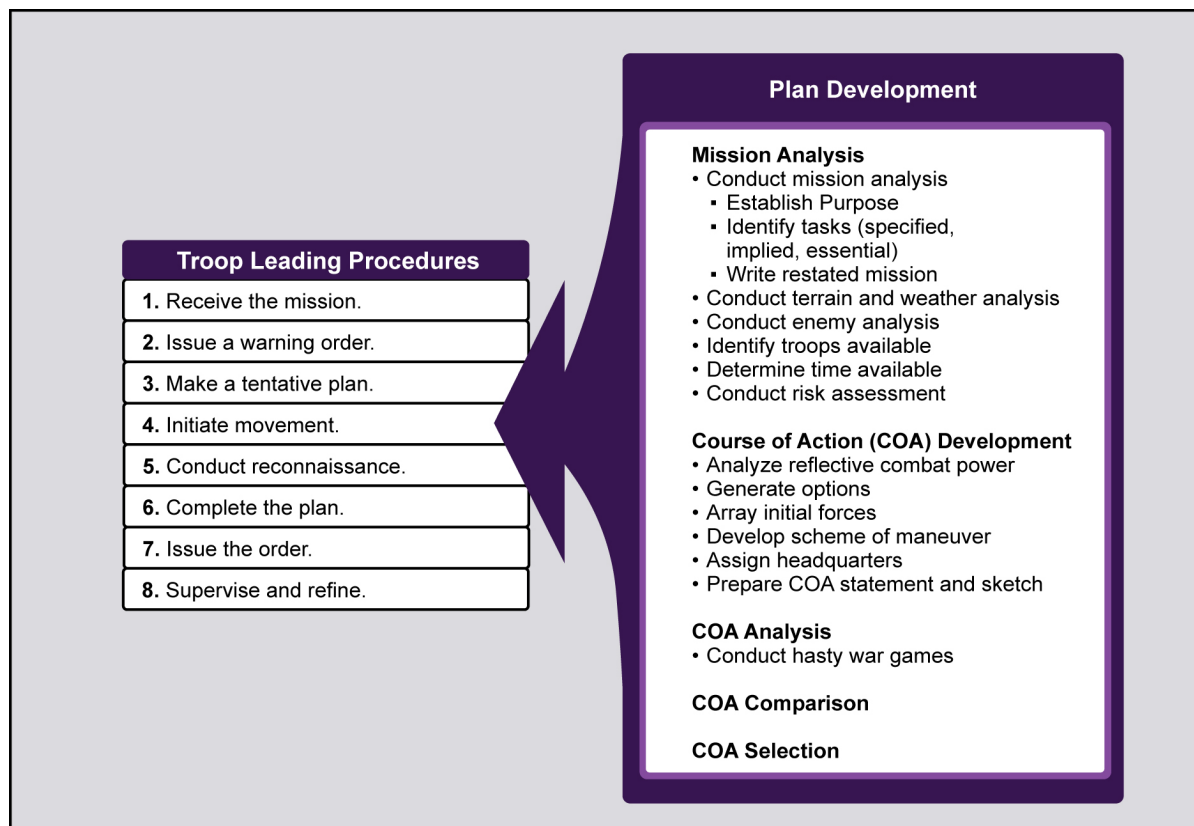 Troop Leading Procedures
1. Receive the mission.
2. Issue a warning order.
3. Make a tentative plan.
4. Initiate movement.
5. Conduct reconnaissance.
6. Complete the plan.
7. Issue the order.
8. Supervise and refine.
Plan Development
Mission Analysis
• Conduct mission analysis
▪ Establish Purpose
▪ Identify tasks (specified,
implied, essential)
▪ Write restated mission
• Conduct terrain and weather analysis
• Conduct enemy analysis
• Identify troops available
• Determine time available
• Conduct risk assessment
Course of Action (COA) Development
• Analyze reflective combat power
• Generate options
• Array initial forces
• Develop scheme of maneuver
• Assign headquarters
• Prepare COA statement and sketch
COA Analysis
• Conduct hasty war games
COA Comparison
COA Selection